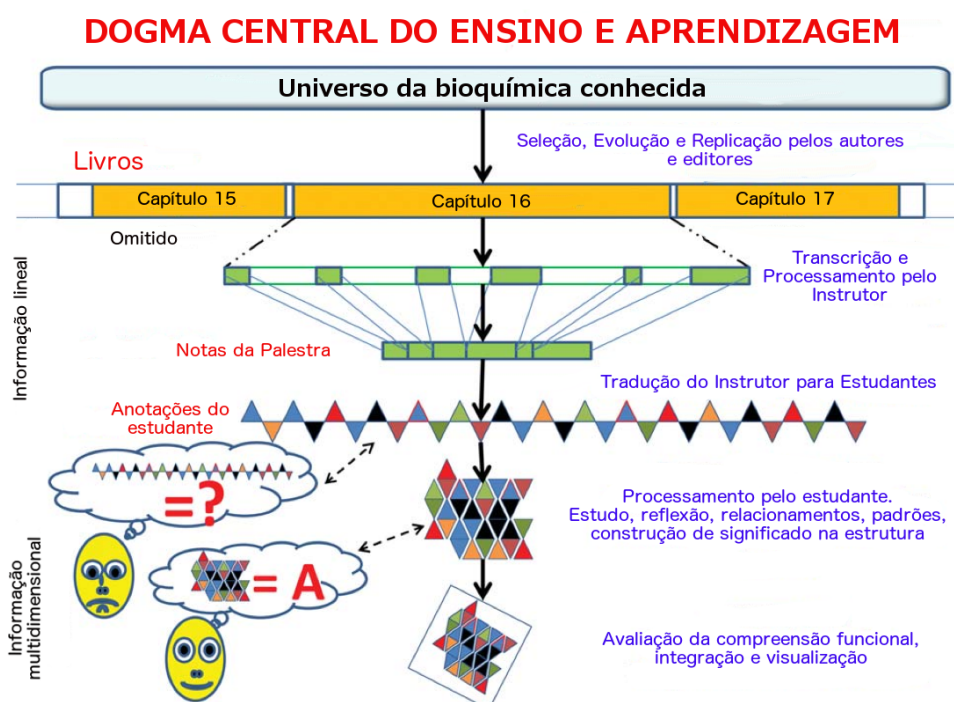 DOGMA CENTRAL DO ENSINO E APRENDIZAGEM
Universo da bioquímica conhecida
Seleção, Evolução e Replicação pelos autores
e editores
Livros
Capítulo 15
Capítulo 16
Capítulo 17
Omitido
Transcrição e
Processamento pelo
Instrutor
Informação lineal
Notas da Palestra
Tradução do Instrutor para Estudantes
Anotações do
estudante
=?
Processamento pelo estudante.
Estudo, reflexão, relacionamentos, padrões,
construção de significado na estrutura
= A
Informação
multidimensional
Avaliação da compreensão funcional,
integração e visualização